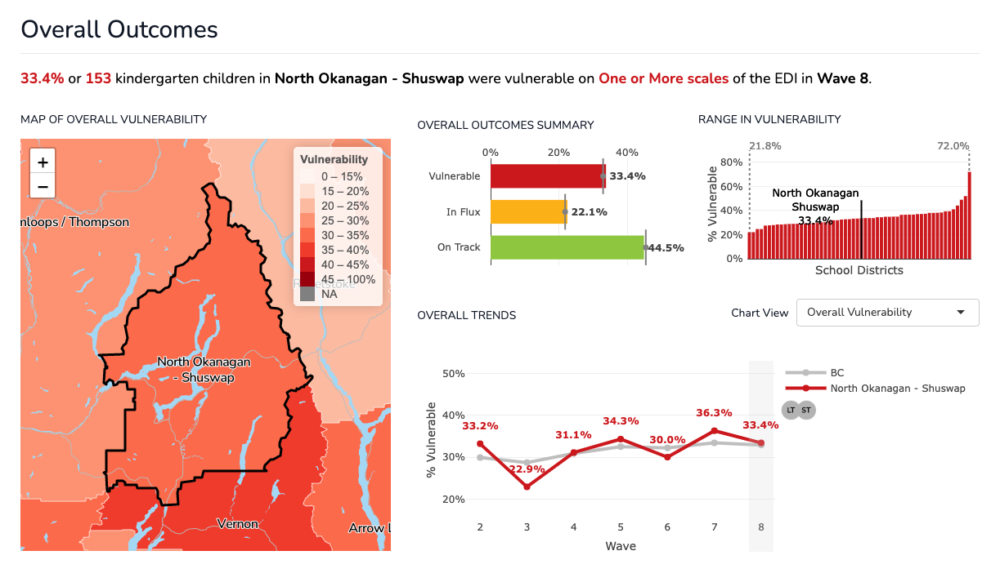 Overall Outcomes
33.4% or 153 kindergarten children in North Okanagan - Shuswap were vulnerable on One or More scales of the EDI in Wave 8.
MAP OF OVERALL VULNERABILITY
+
−
nloops / Thompson
North Okanagan
- Shuswap
Vernon
Arrow L
Vulnerability
0 – 15%
15 – 20%
20 – 25%
25 – 30%
30 – 35%
35 – 40%
40 – 45%
45 – 100%
NA
OVERALL OUTCOMES SUMMARY
0% 20% 40%
Vulnerable 33.4%
In Flux 22.1%
On Track 44.5%
RANGE IN VULNERABILITY
21.8% 72.0%
% Vulnerable
80%
60%
40%
20%
0%
North Okanagan
Shuswap
33.4%
School Districts
OVERALL TRENDS
Chart View Overall Vulnerability
% Vulnerable
50%
40%
30%
20%
33.2% 22.9% 31.1% 34.3% 30.0% 36.3% 33.4%
2 3 4 5 6 7 8
Wave
BC
North Okanagan - Shuswap
LT ST